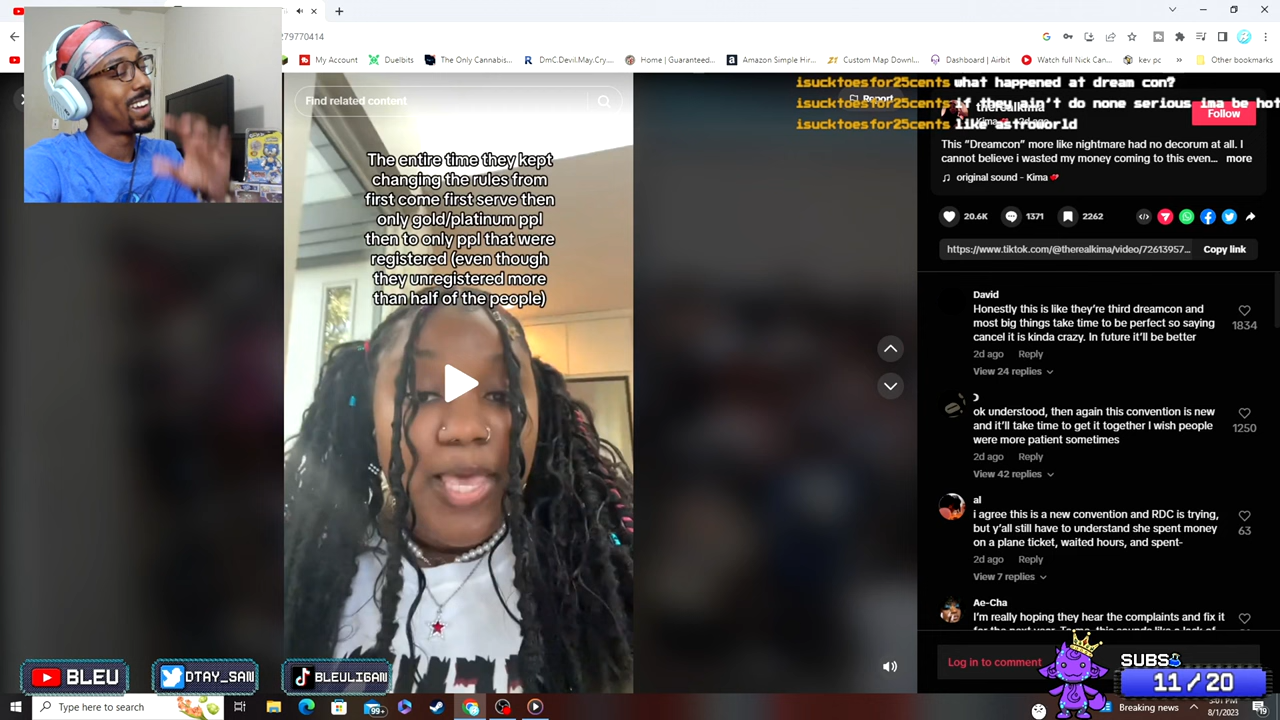 279770414
My Account
Duelbits
The Only Cannabis...
DmC.Devil.May.Cry....
Home | Guaranteed...
Amazon Simple Hir...
Custom Map Downl...
Dashboard | Airbit
Watch full Nick Can...
kev pc
»
Other bookmarks
Find related content
Report
isucktoesfor25cents what happened at dream con?
isucktoesfor25cents if they ain't do none serious ima be hot
isucktoesfor25cents like astroworld
therealkima
Follow
The entire time they kept
changing the rules from
first come first serve then
only gold/platinum ppl
then to only ppl that were
registered (even though
they unregistered more
than half of the people)
This “Dreamcon” more like nightmare had no decorum at all. I
cannot believe i wasted my money coming to this even... more
original sound - Kima
20.6K
1371
2262
https://www.tiktok.com/@therealkima/video/72613957...
Copy link
David
Honestly this is like they're third dreamcon and
most big things take time to be perfect so saying
cancel it is kinda crazy. In future it'll be better
1834
2d ago Reply
View 24 replies
ok understood, then again this convention is new
and it'll take time to get it together I wish people
were more patient sometimes
1250
2d ago Reply
View 42 replies
al
i agree this is a new convention and RDC is trying,
but y'all still have to understand she spent money
on a plane ticket, waited hours, and spent-
63
2d ago Reply
View 7 replies
Ae-Cha
I'm really hoping they hear the complaints and fix it
Log in to comment
SUBS
11/20
BLEU
DTAY_SAN
BLEULIGAN
Type here to search
99+
Breaking news
3:01 PM
8/1/2023
19